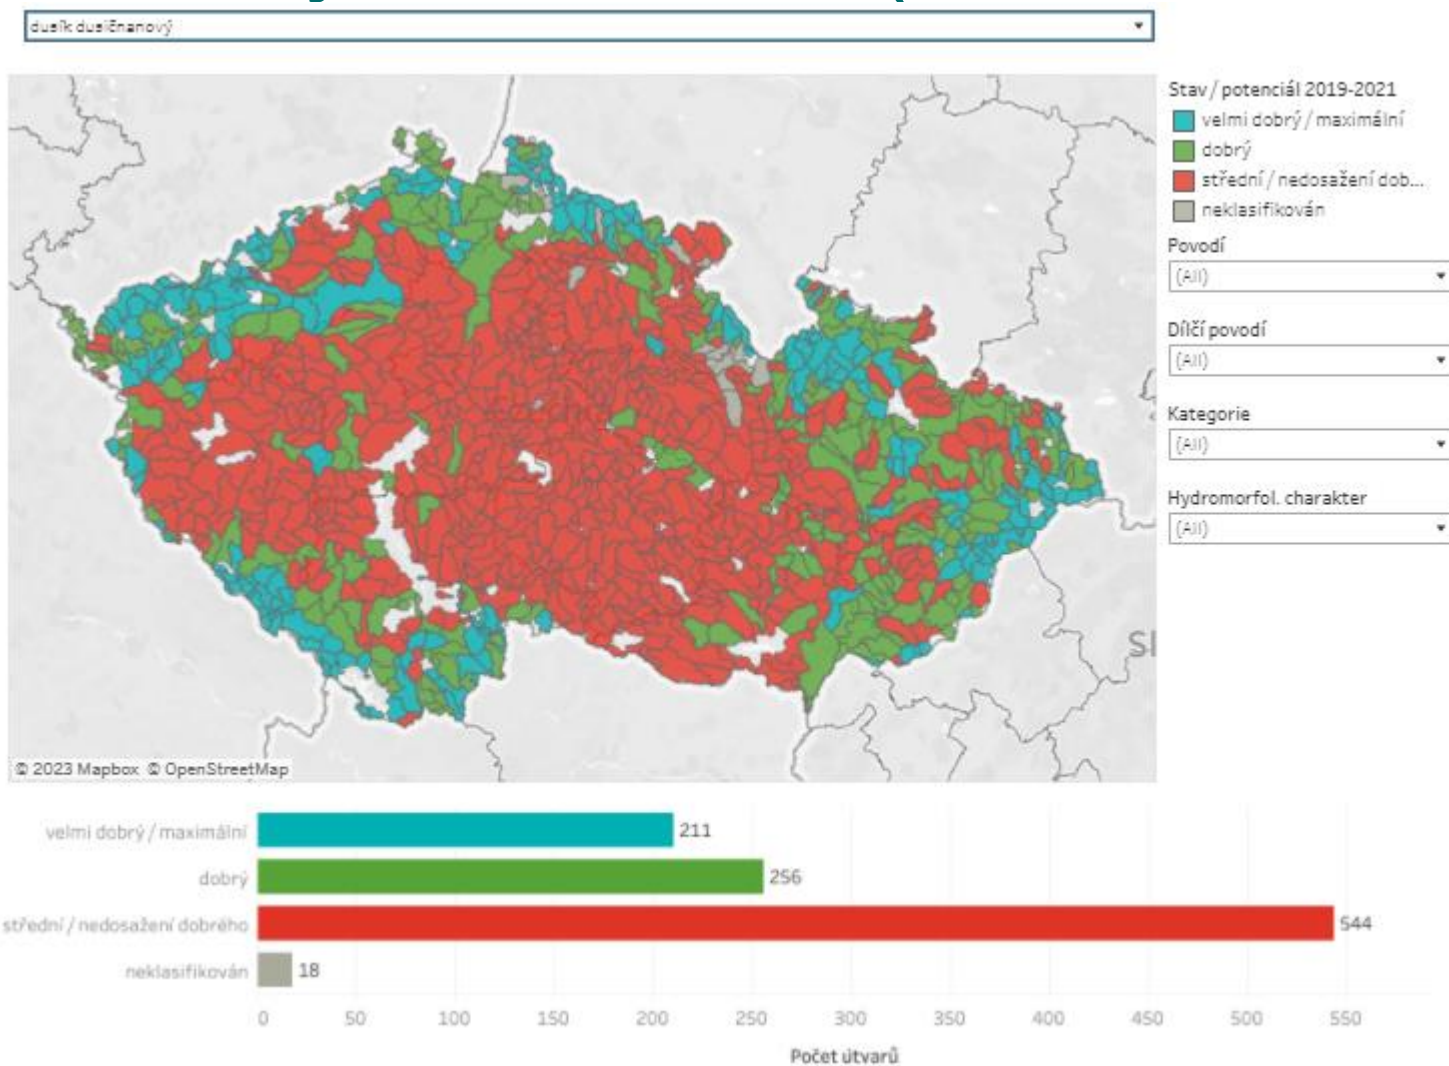 dusík dusičnanový
Stav / potenciál 2019-2021
velmi dobrý / maximální
dobrý
střední / nedosažení dob...
neklasifikován
Povodí
(All)
Dílčí povodí
(All)
Kategorie
(All)
Hydromorfol. charakter
(All)
Sl
© 2023 Mapbox © OpenStreetMap
velmi dobrý / maximální
211
dobrý
256
střední / nedosažení dobrého
544
neklasifikován
18
0 50 100 150 200 250 300 350 400 450 500 550
Počet útvarů